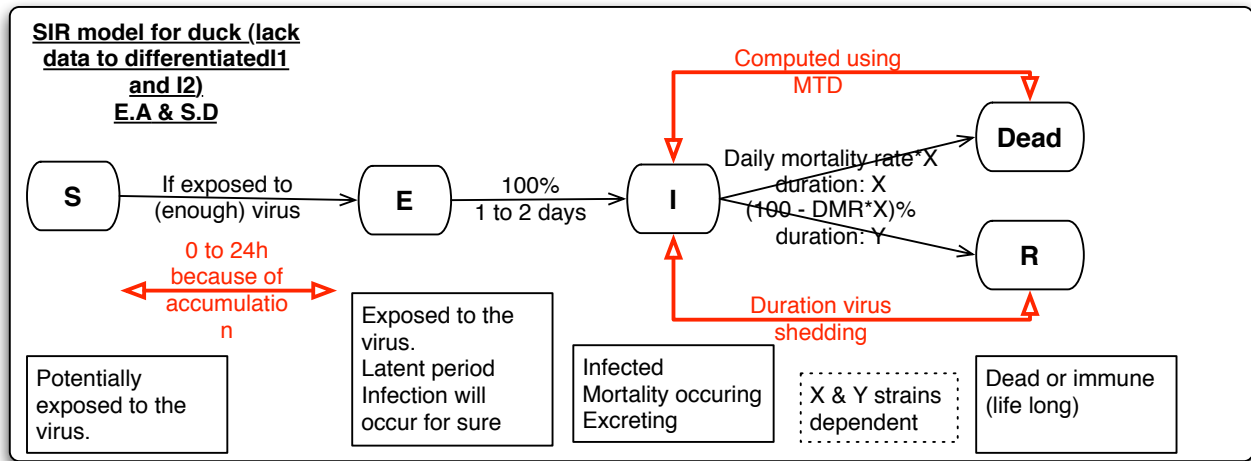 SIR model for duck (lack
data to differentiatedI1
and I2)
E.A & S.D
Computed using
MTD
Dead
Daily mortality rate*X
duration: X
S
If exposed to
(enough) virus
E
100%
1 to 2 days
I
(100 - DMR*X)%
duration: Y
R
0 to 24h
because of
accumulatio
n
Duration virus
shedding
Potentially
exposed to the
virus.
Exposed to the
virus.
Latent period
Infection will
occur for sure
Infected
Mortality occuring
Excreting
X & Y strains
dependent
Dead or immune
(life long)